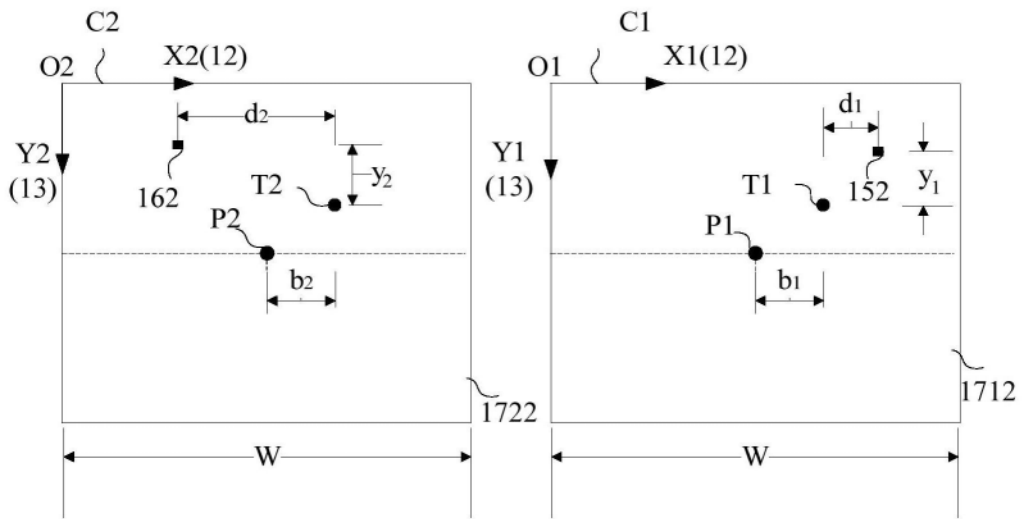 C2
O2
X2(12)
d2
Y2
(13)
162
y2
T2
P2
b2
1722
W
C1
O1
X1(12)
d1
Y1
(13)
152
y1
T1
P1
b1
1712
W